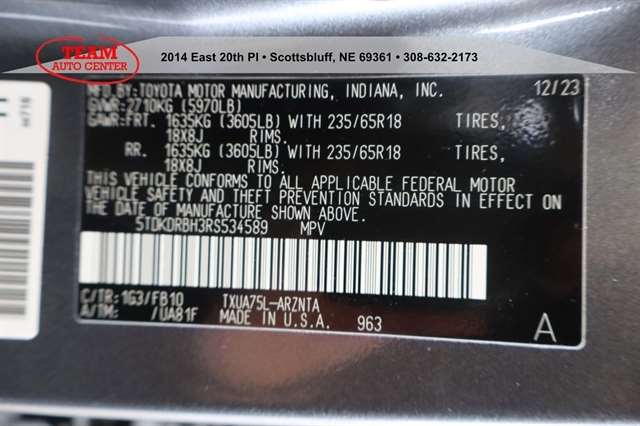 TEAM
AUTO CENTER
2014 East 20th Pl • Scottsbluff, NE 69361 • 308-632-2173
MFD.BY:TOYOTA MOTOR MANUFACTURING, INDIANA, INC. 12/23
GVWR:2710KG (5970LB)
GAWR:FRT. 1635KG (3605LB) WITH 235/65R18 TIRES,
18X8J RIMS.
RR. 1635KG (3605LB) WITH 235/65R18 TIRES,
18X8J RIMS.
THIS VEHICLE CONFORMS TO ALL APPLICABLE FEDERAL MOTOR
VEHICLE SAFETY AND THEFT PREVENTION STANDARDS IN EFFECT ON
THE DATE OF MANUFACTURE SHOWN ABOVE.
5TDKDRBH3RS534589 MPV
C/TR:1G3/FB10 TXUA75L-ARZNTA
A/TM: /UA81F MADE IN U.S.A. 963 A